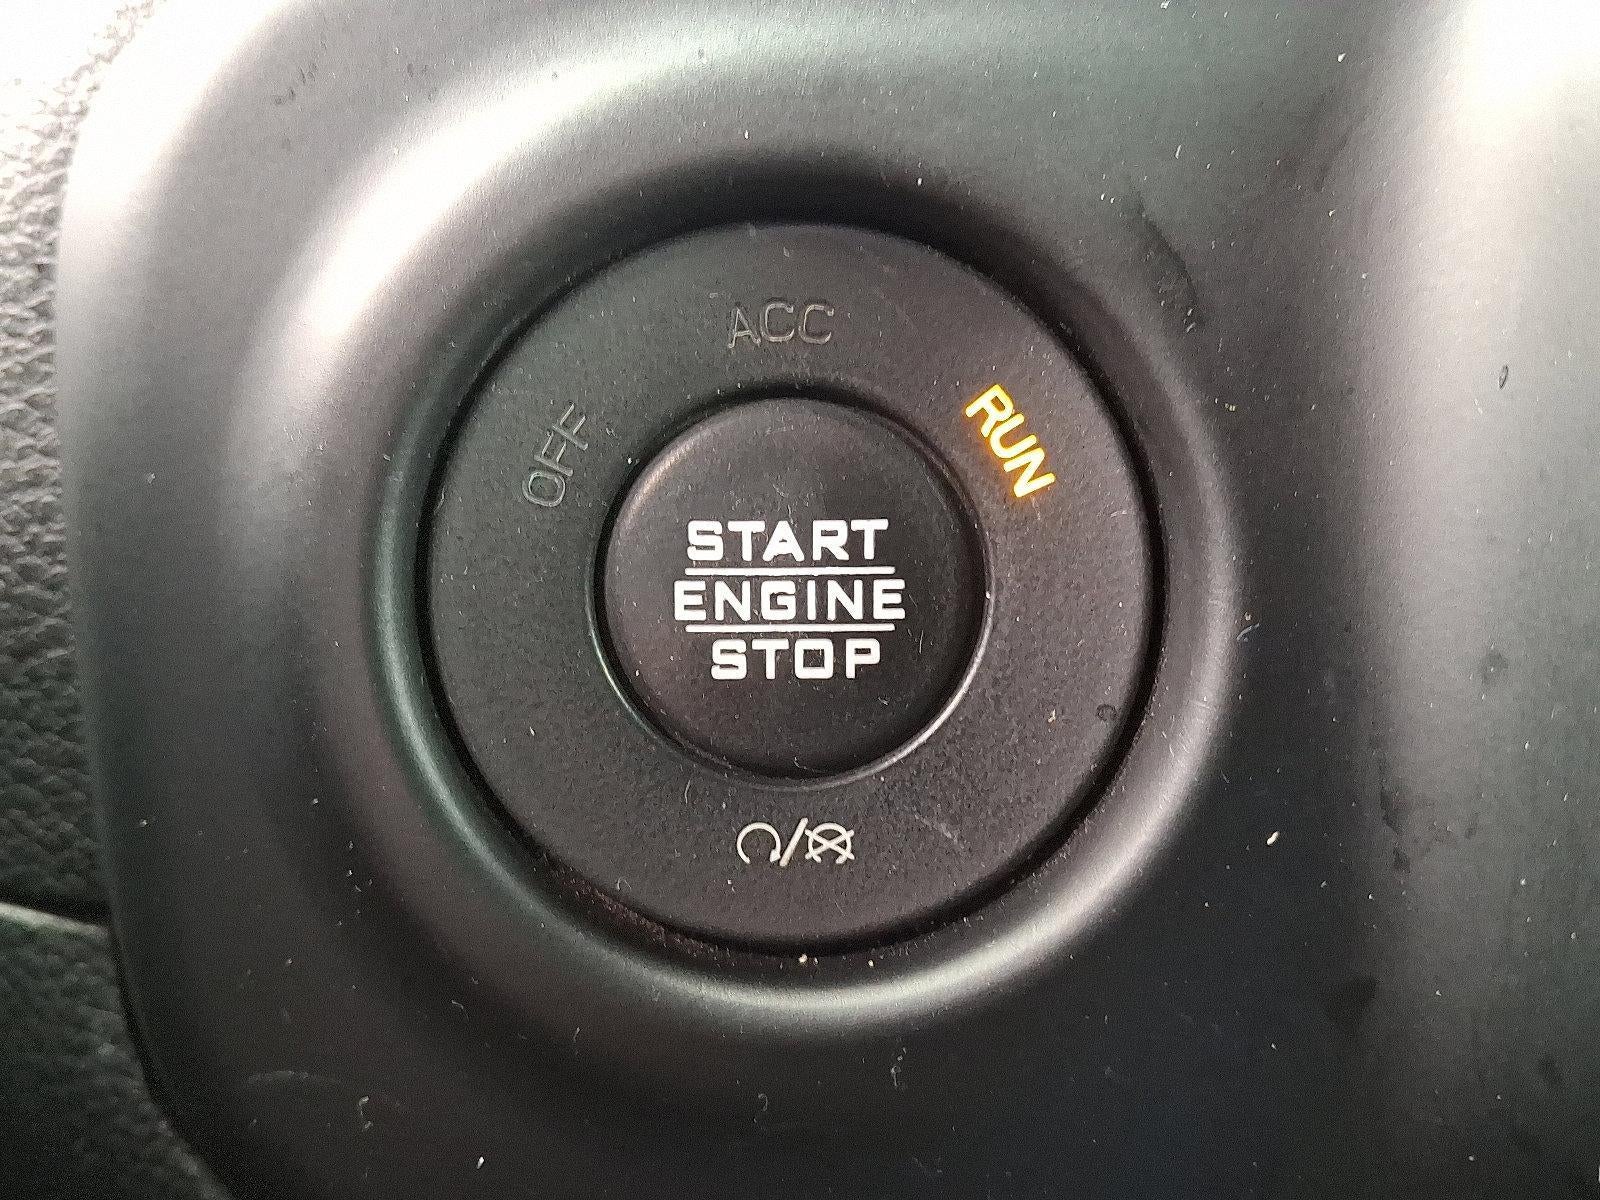 ACC
OFF
RUN
START
ENGINE
STOP